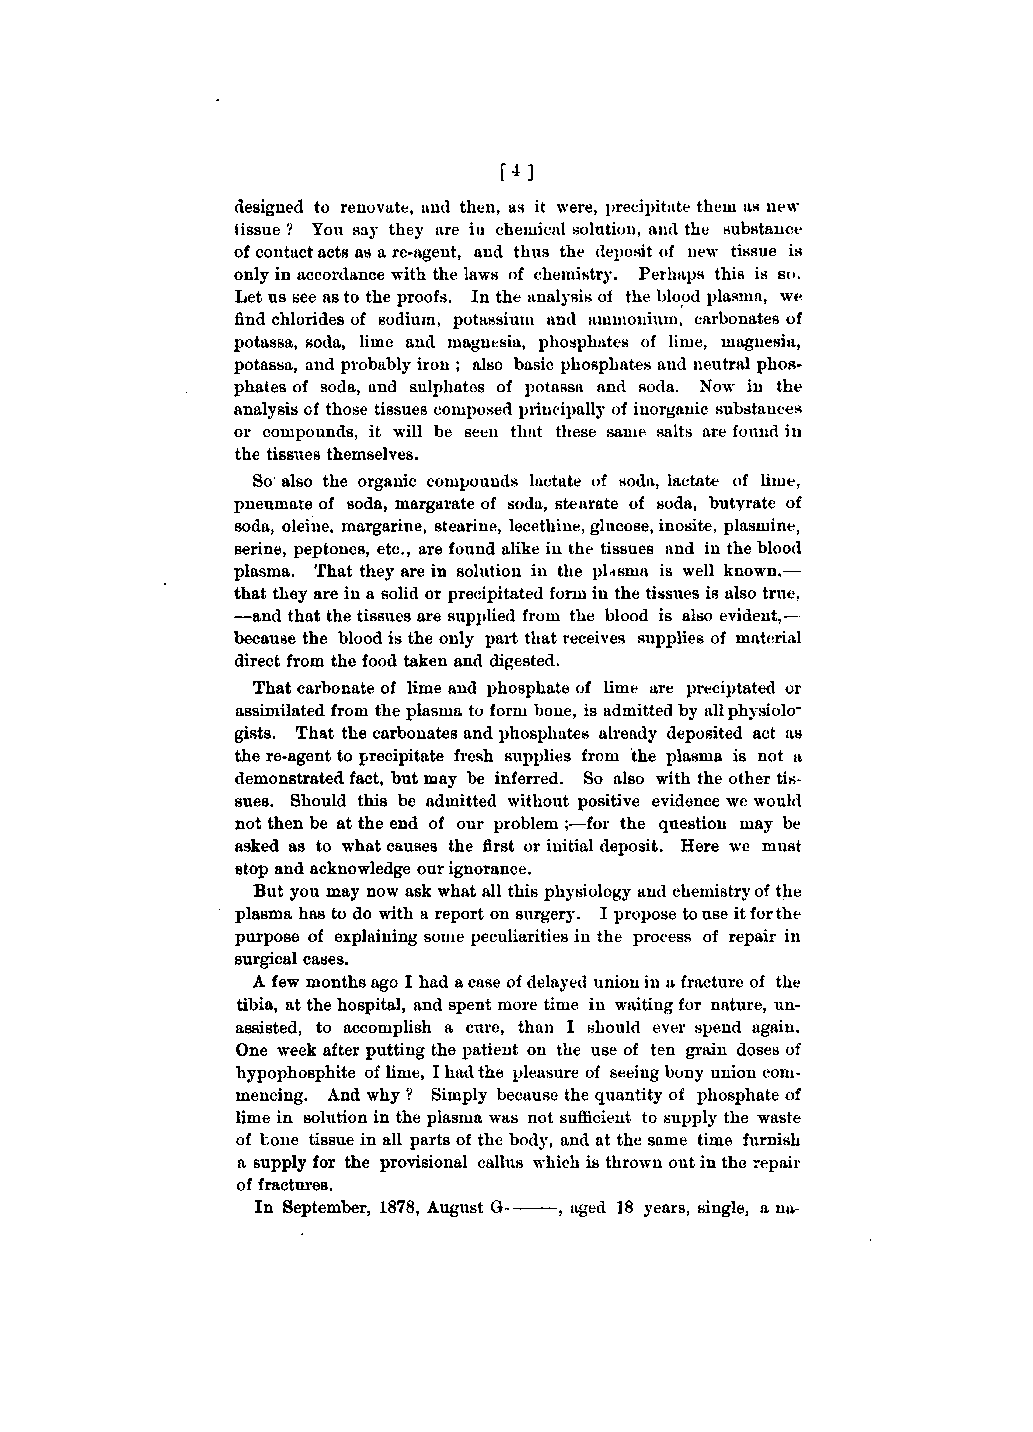 [ 4 ]
designed to renovate, and then, as it were, precipitate them as new
tissue ? You say they are in chemical solution, and the substance
of contact acts as a re-agent, and thus the deposit of new tissue is
only in accordance with the laws of chemistry. Perhaps this is so.
Let us see as to the proofs. In the analysis of the blood plasma, we
find chlorides of sodium, potassium and ammonium, carbonates of
potassa, soda, lime and magnesia, phosphates of lime, magnesia,
potassa, and probably iron ; also basic phosphates and neutral phos-
phates of soda, and sulphates of potassa and soda. Now in the
analysis of those tissues composed principally of inorganic substances
or compounds, it will be seen that these same salts are found in
the tissues themselves.
So also the organic compounds lactate of soda, lactate of lime,
pneumate of soda, margarate of soda, stearate of soda, butyrate of
soda, oleine, margarine, stearine, lecethine, glucose, inosite, plasmine,
serine, peptones, etc., are found alike in the tissues and in the blood
plasma. That they are in solution in the plasma is well known,—
that they are in a solid or precipitated form in the tissues is also true,
—and that the tissues are supplied from the blood is also evident,—
because the blood is the only part that receives supplies of material
direct from the food taken and digested.
That carbonate of lime and phosphate of lime are preciptated or
assimilated from the plasma to form bone, is admitted by all physiolo-
gists. That the carbonates and phosphates already deposited act as
the re-agent to precipitate fresh supplies from the plasma is not a
demonstrated fact, but may be inferred. So also with the other tis-
sues. Should this be admitted without positive evidence we would
not then be at the end of our problem ;—for the question may be
asked as to what causes the first or initial deposit. Here we must
stop and acknowledge our ignorance.
But you may now ask what all this physiology and chemistry of the
plasma has to do with a report on surgery. I propose to use it for the
purpose of explaining some peculiarities in the process of repair in
surgical cases.
A few months ago I had a case of delayed union in a fracture of the
tibia, at the hospital, and spent more time in waiting for nature, un-
assisted, to accomplish a cure, than I should ever spend again.
One week after putting the patient on the use of ten grain doses of
hypophosphite of lime, I had the pleasure of seeing bony union com-
mencing. And why ? Simply because the quantity of phosphate of
lime in solution in the plasma was not sufficient to supply the waste
of bone tissue in all parts of the body, and at the same time furnish
a supply for the provisional callus which is thrown out in the repair
of fractures.
In September, 1878, August G-——, aged 18 years, single, a na-